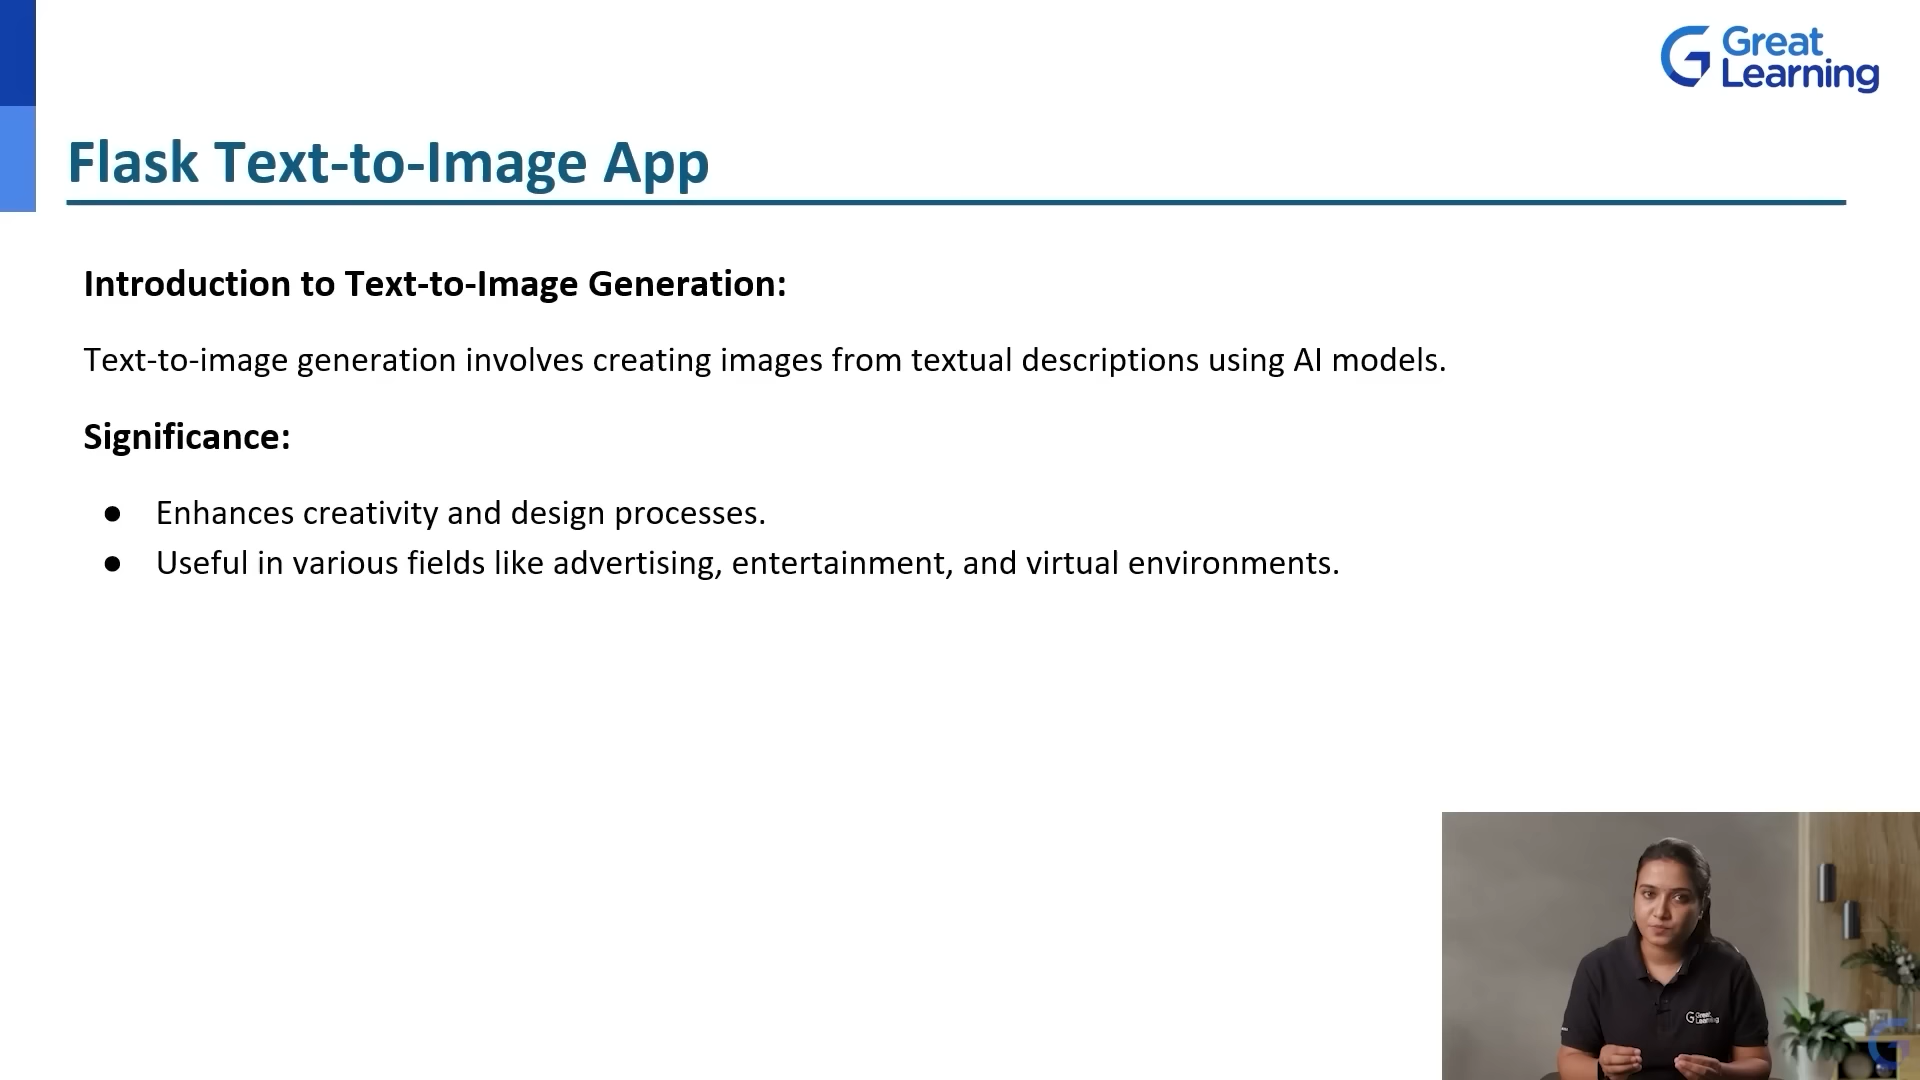 Great
Learning
Flask Text-to-Image App
Introduction to Text-to-Image Generation:
Text-to-image generation involves creating images from textual descriptions using AI models.
Significance:
● Enhances creativity and design processes.
● Useful in various fields like advertising, entertainment, and virtual environments.
Great
Learning